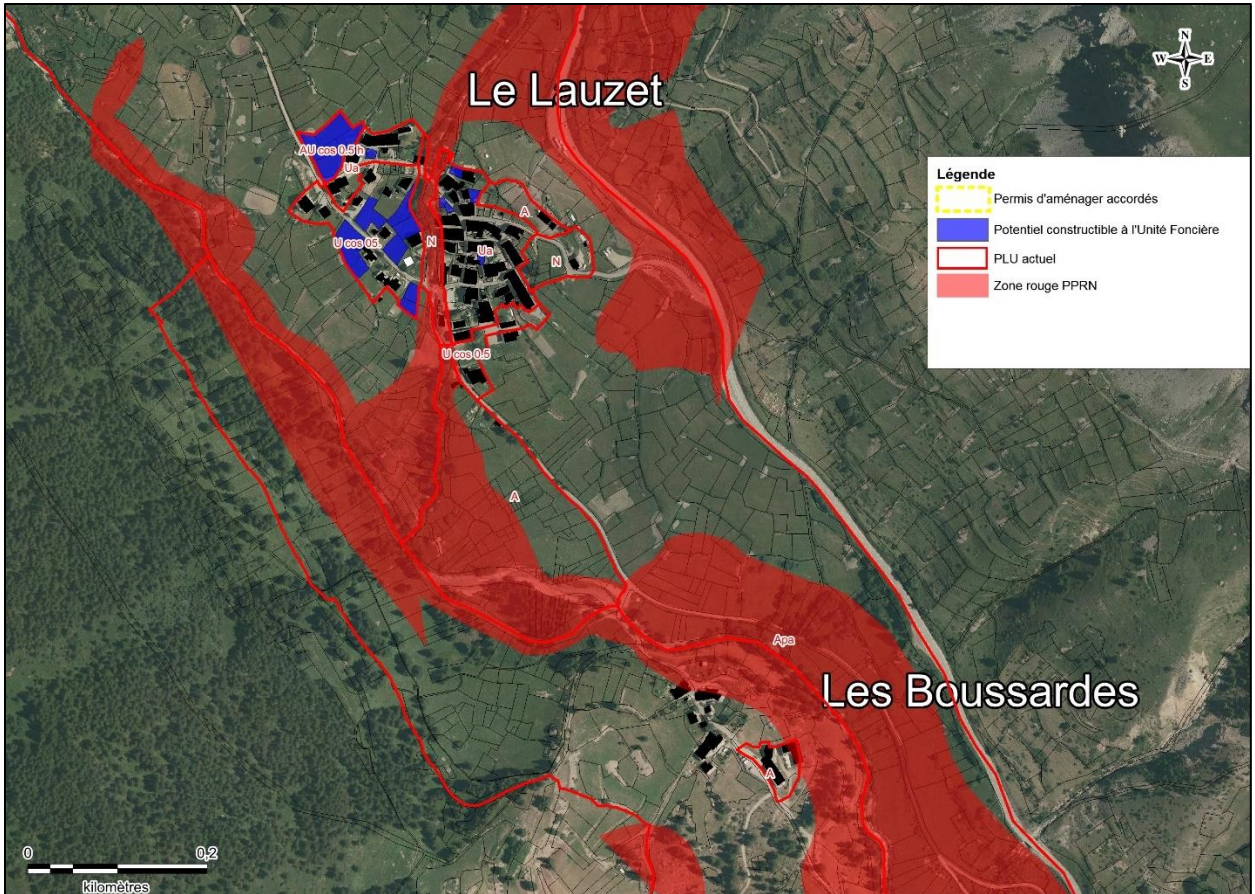 N
W E
S
Le Lauzet
Légende
Permis d'aménager accordés
Potentiel constructible à l'Unité Foncière
PLU actuel
Zone rouge PPRN
AU cos 0.5 h
Ua
A
U cos 05.
N
Ua
N
U cos 0.5
A
Apa
Les Boussardes
A
0 0,2
kilomètres